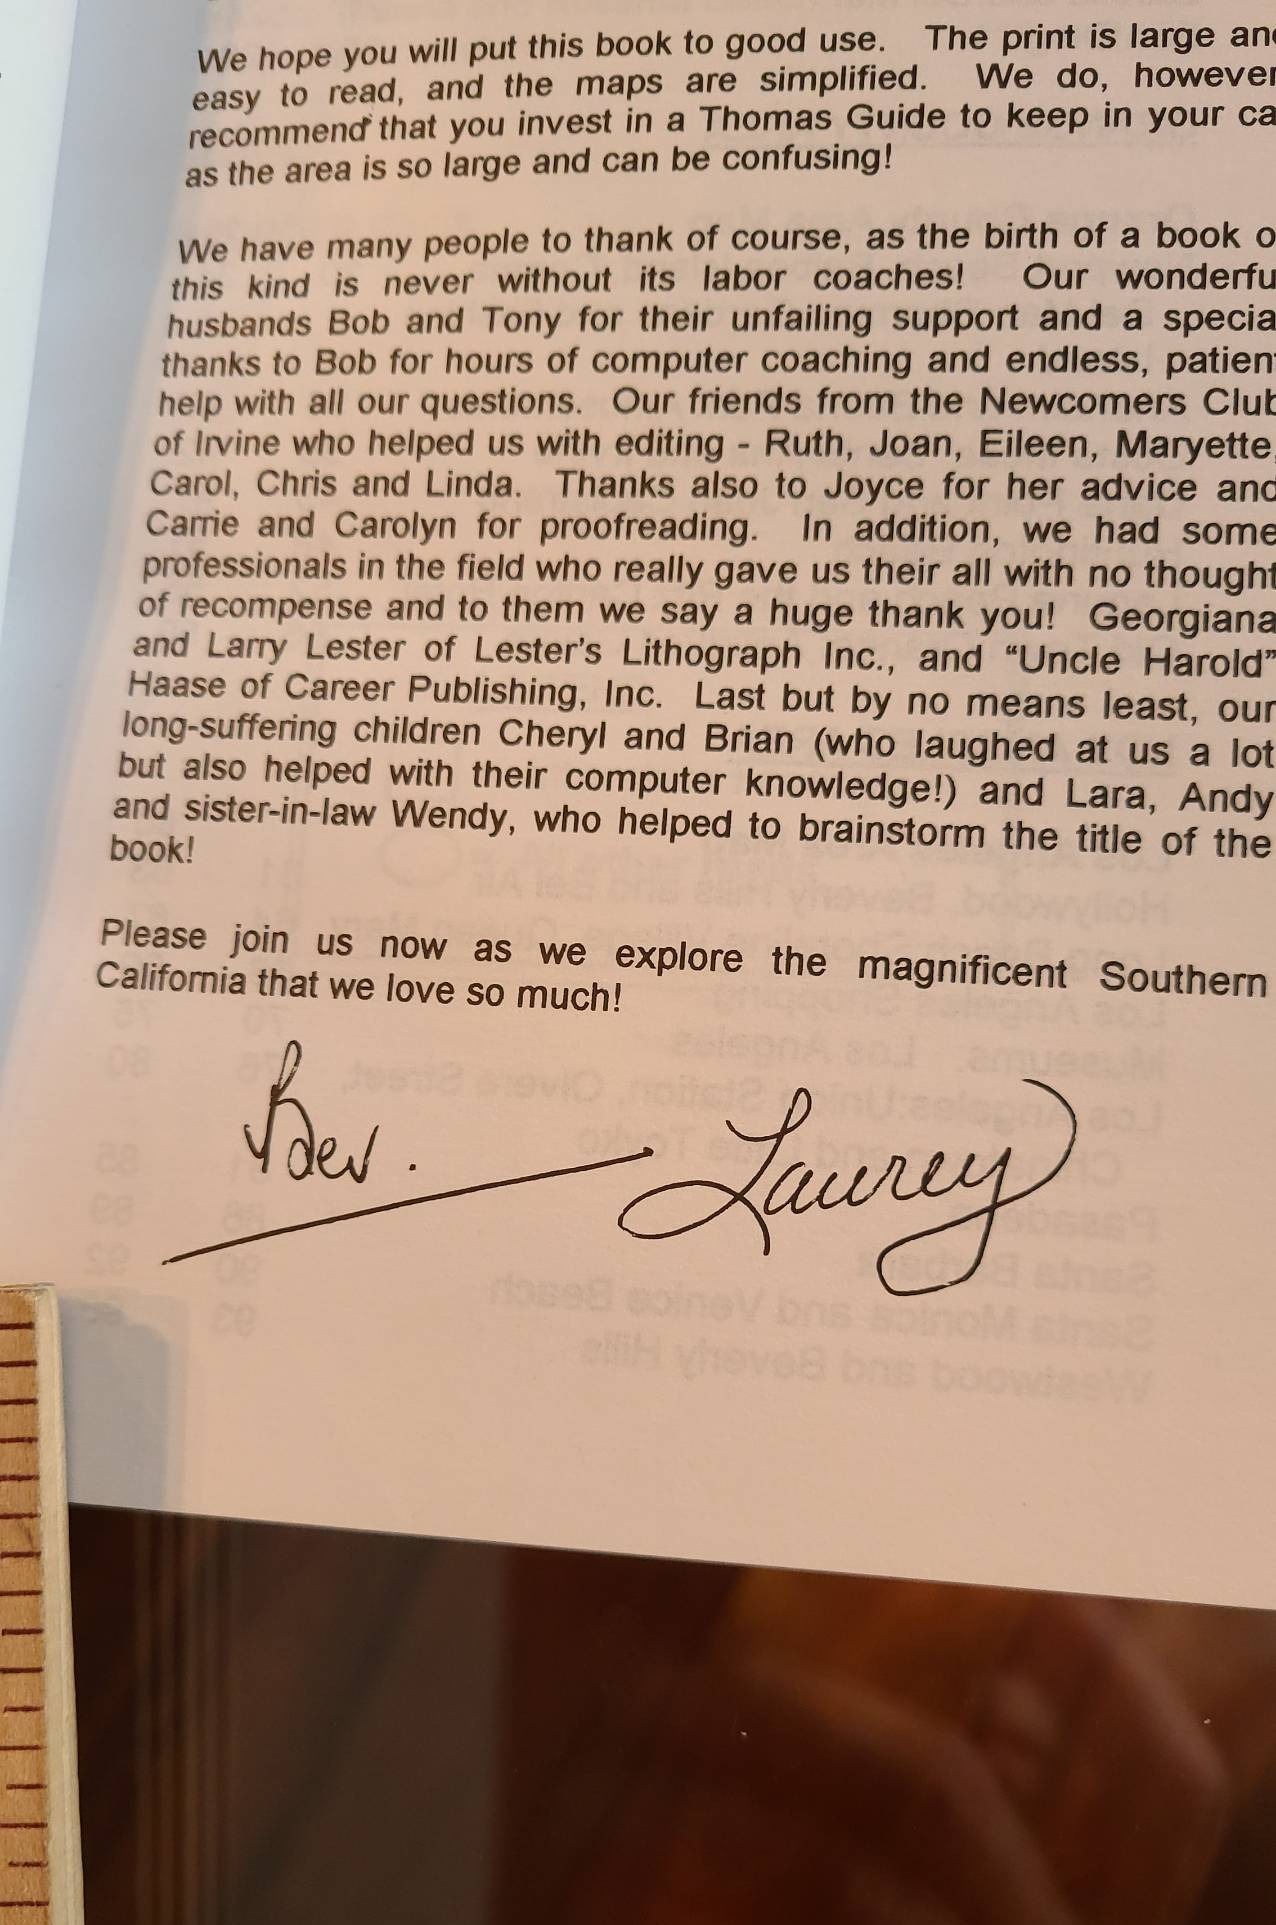 We hope you will put this book to good use. The print is large an
easy to read, and the maps are simplified. We do, however
recommend that you invest in a Thomas Guide to keep in your ca
as the area is so large and can be confusing!
We have many people to thank of course, as the birth of a book o
this kind is never without its labor coaches! Our wonderfu
husbands Bob and Tony for their unfailing support and a specia
thanks to Bob for hours of computer coaching and endless, patien
help with all our questions. Our friends from the Newcomers Club
of Irvine who helped us with editing - Ruth, Joan, Eileen, Maryette,
Carol, Chris and Linda. Thanks also to Joyce for her advice and
Carrie and Carolyn for proofreading. In addition, we had some
professionals in the field who really gave us their all with no thought
of recompense and to them we say a huge thank you! Georgiana
and Larry Lester of Lester's Lithograph Inc., and “Uncle Harold”
Haase of Career Publishing, Inc. Last but by no means least, our
long-suffering children Cheryl and Brian (who laughed at us a lot
but also helped with their computer knowledge!) and Lara, Andy
and sister-in-law Wendy, who helped to brainstorm the title of the
book!
Please join us now as we explore the magnificent Southern
California that we love so much!
Bev. Laurey